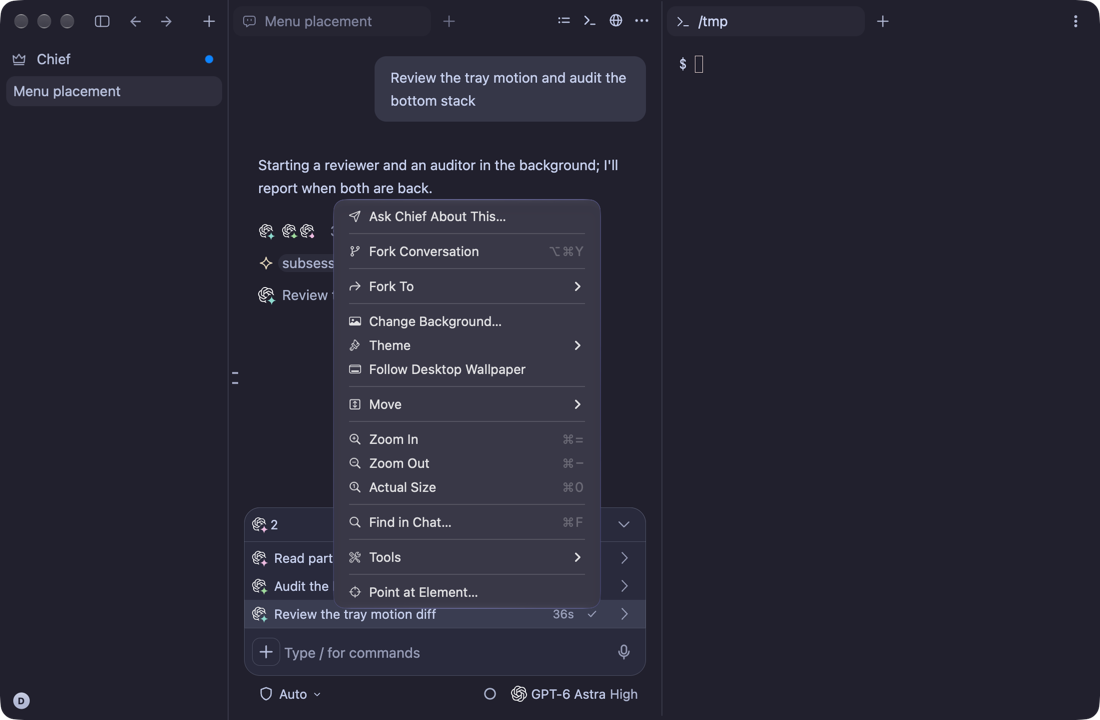 Chief
Menu placement
D
Menu placement
Review the tray motion and audit the
bottom stack
Starting a reviewer and an auditor in the background; I'll
report when both are back.
subsess
Review
Ask Chief About This...
Fork Conversation ⌥⌘Y
Fork To
Change Background...
Theme
Follow Desktop Wallpaper
Move
Zoom In ⌘=
Zoom Out ⌘−
Actual Size ⌘0
Find in Chat... ⌘F
Tools
Point at Element...
2
Read part
Audit the
Review the tray motion diff 36s
Type / for commands
Auto
GPT-6 Astra High
/tmp
$